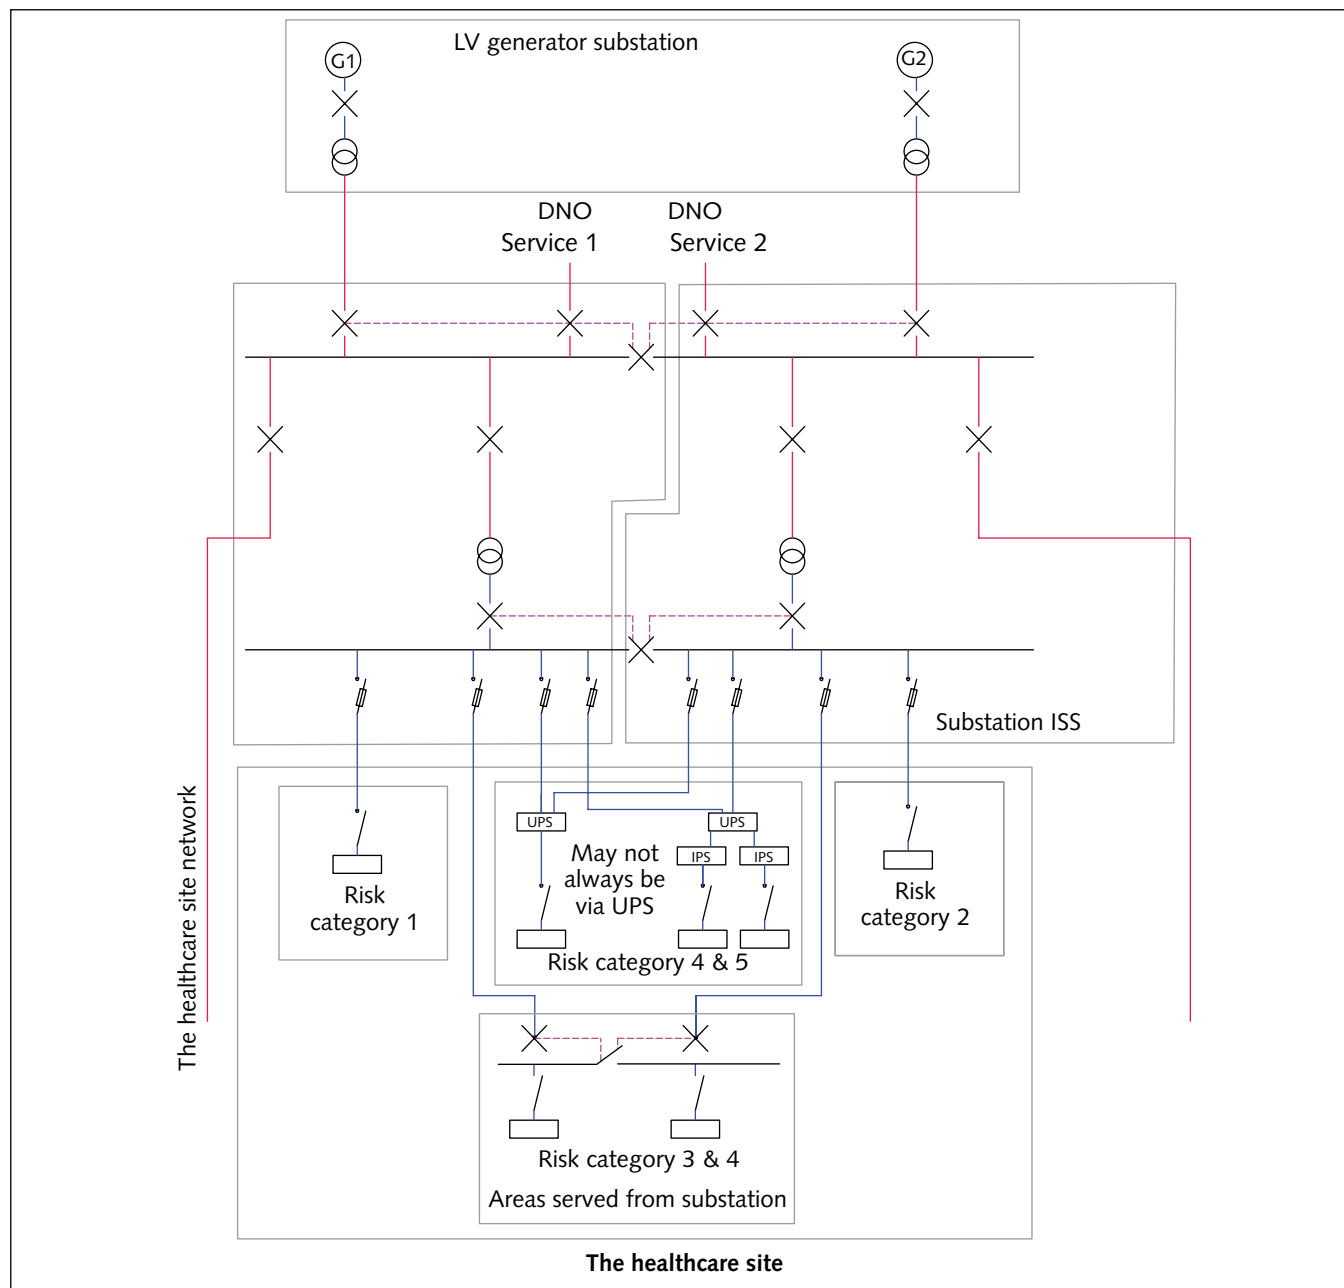 LV generator substation
G1
G2
DNO
Service 1
DNO
Service 2
Substation ISS
The healthcare site network
UPS
UPS
IPS
IPS
May not
always be
via UPS
Risk
category 1
Risk
category 2
Risk category 4 & 5
Risk category 3 & 4
Areas served from substation
The healthcare site